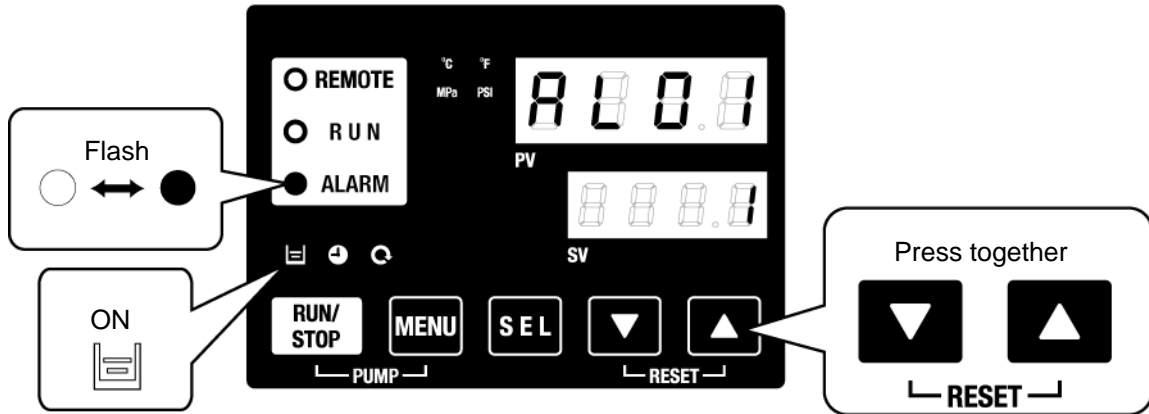 REMOTE
RUN
ALARM
°C °F
MPa PSI
AL01
PV
1
SV
Flash
ON
RUN/
STOP
MENU
SEL
PUMP
RESET
Press together
RESET